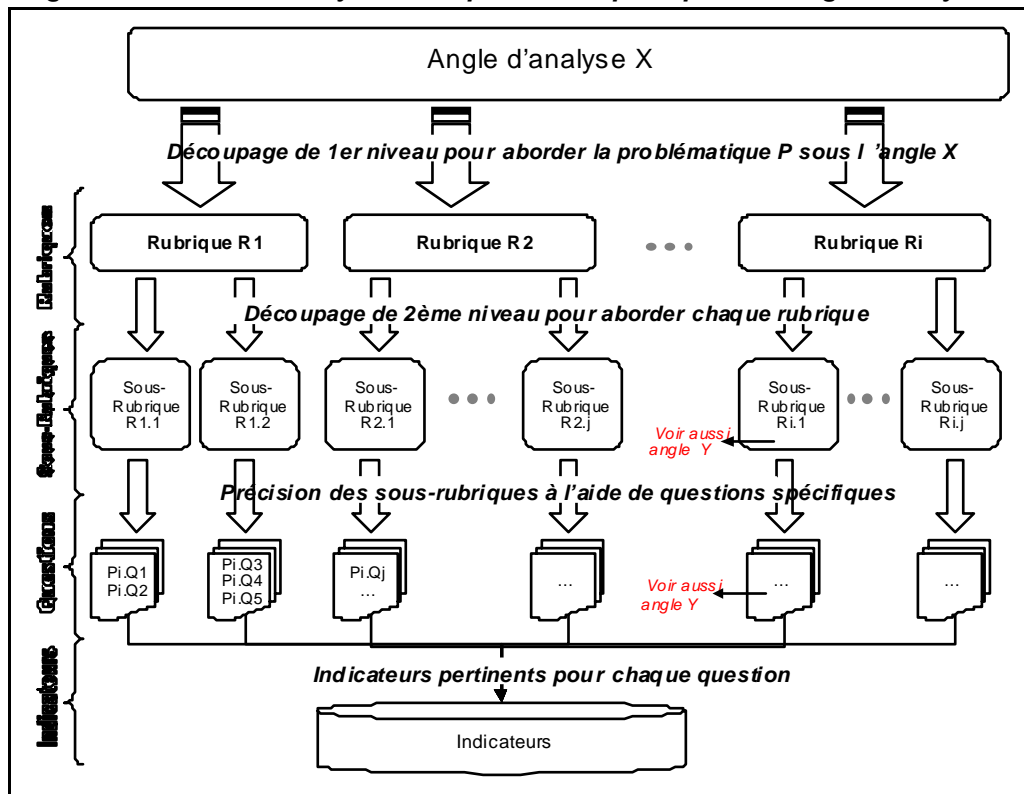 Angle d'analyse X
Découpage de 1er niveau pour aborder la problématique P sous l 'angle X
Rubriques
Rubrique R1
Rubrique R2
Rubrique Ri
Découpage de 2ème niveau pour aborder chaque rubrique
Sous-Rubriques
Sous-
Rubrique
R1.1
Sous-
Rubrique
R1.2
Sous-
Rubrique
R2.1
Sous-
Rubrique
R2.j
Sous-
Rubrique
Ri.1
Sous-
Rubrique
Ri.j
Voir aussi
angle Y
Précision des sous-rubriques à l'aide de questions spécifiques
Questions
Pi.Q1
Pi.Q2
Pi.Q3
Pi.Q4
Pi.Q5
Pi.Qj
...
...
...
...
Voir aussi
angle Y
Indicateurs pertinents pour chaque question
Indicateurs
Indicateurs